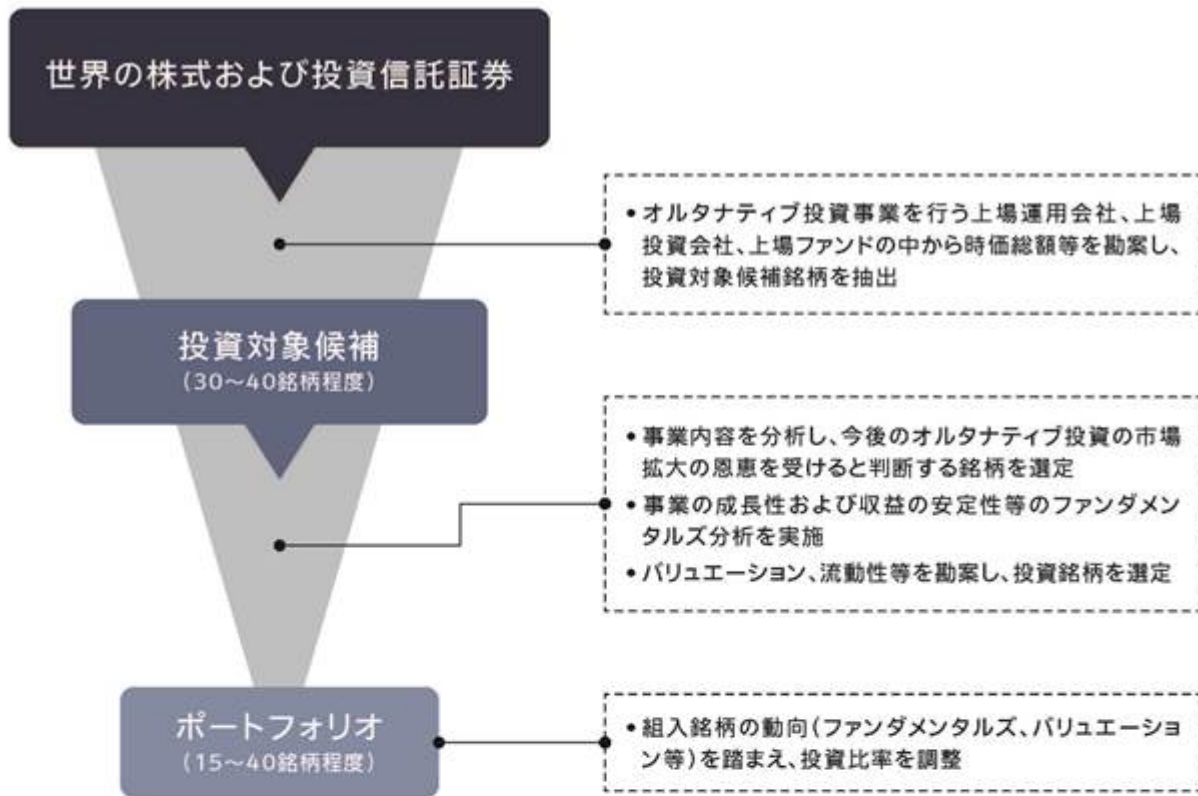 世界の株式および投資信託証券
• オルタナティブ投資事業を行う上場運用会社、上場
投資会社、上場ファンドの中から時価総額等を勘案し、
投資対象候補銘柄を抽出
投資対象候補
（30〜40銘柄程度）
• 事業内容を分析し、今後のオルタナティブ投資の市場
拡大の恩恵を受けると判断する銘柄を選定
• 事業の成長性および収益の安定性等のファンダメン
タルズ分析を実施
• バリュエーション、流動性等を勘案し、投資銘柄を選定
ポートフォリオ
（15〜40銘柄程度）
• 組入銘柄の動向（ファンダメンタルズ、バリュエーショ
ン等）を踏まえ、投資比率を調整